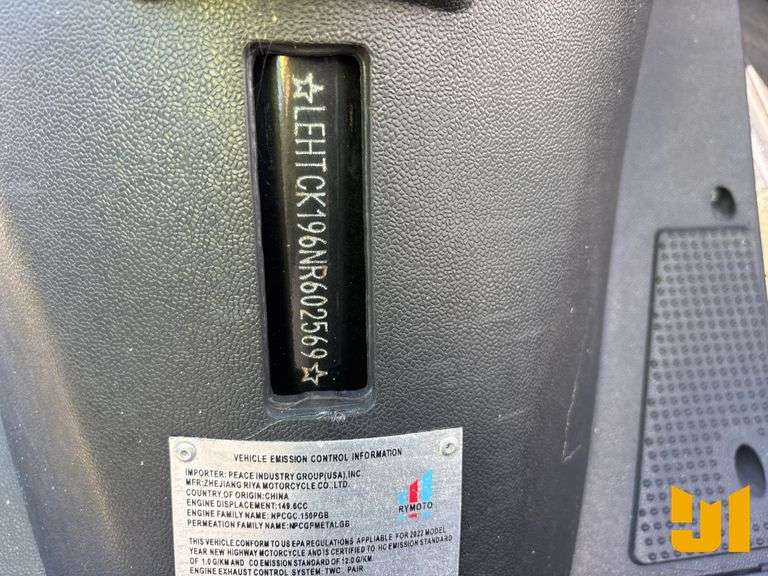 ☆LEHTCK196NR602569☆
VEHICLE EMISSION CONTROL INFORMATION
IMPORTER: PEACE INDUSTRY GROUP(USA),INC.
MFR:ZHEJIANG RIYA MOTORCYCLE CO.,LTD.
COUNTRY OF ORIGIN:CHINA
ENGINE DISPLACEMENT:149.6CC
ENGINE FAMILY NAME:NPCGC.150PGB
PERMEATION FAMILY NAME:NPCGPMETALGB
RYMOTO
THIS VEHICLE CONFORM TO US EPA REGULATIONS APPLIABLE FOR 2022 MODEL
YEAR NEW HIGHWAY MOTORCYCLE AND IS CERTIFIED TO HC EMISSION STANDARD
OF 1.0 G/KM AND CO EMISSION STANDARD OF 12.0 G/KM.
ENGINE EXHAUST CONTROL SYSTEM: TWC, PAIR